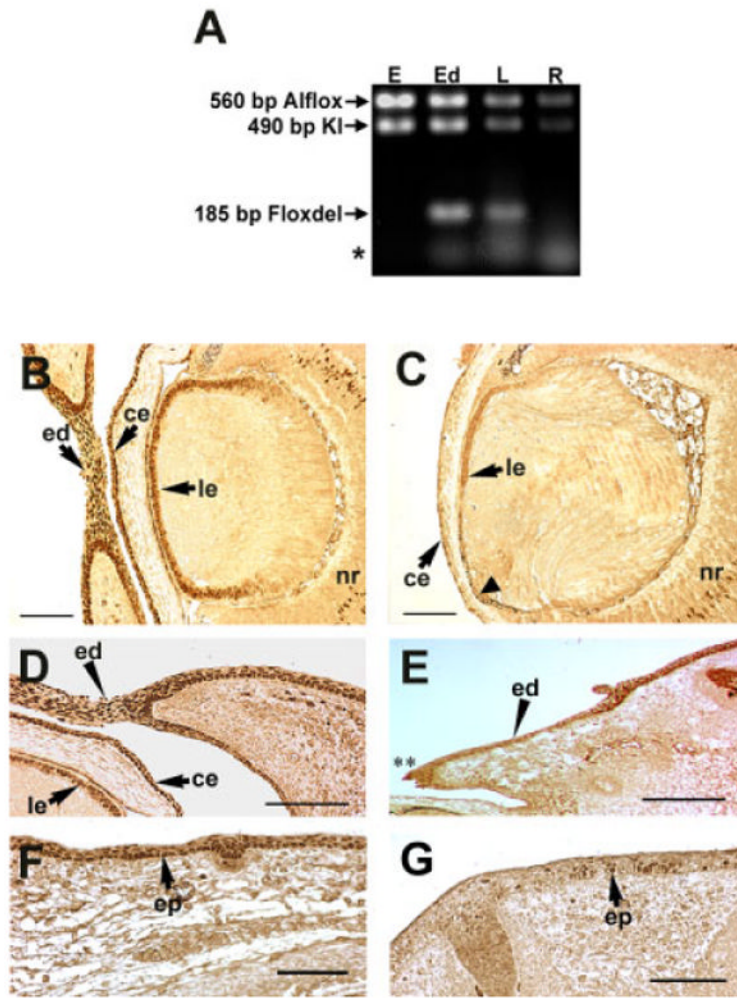 A
E Ed L R
560 bp Alflox
490 bp KI
185 bp Floxdel
*
B
ed
ce
le
nr
C
le
ce
nr
D
ed
ce
le
E
ed
**
F
ep
G
ep